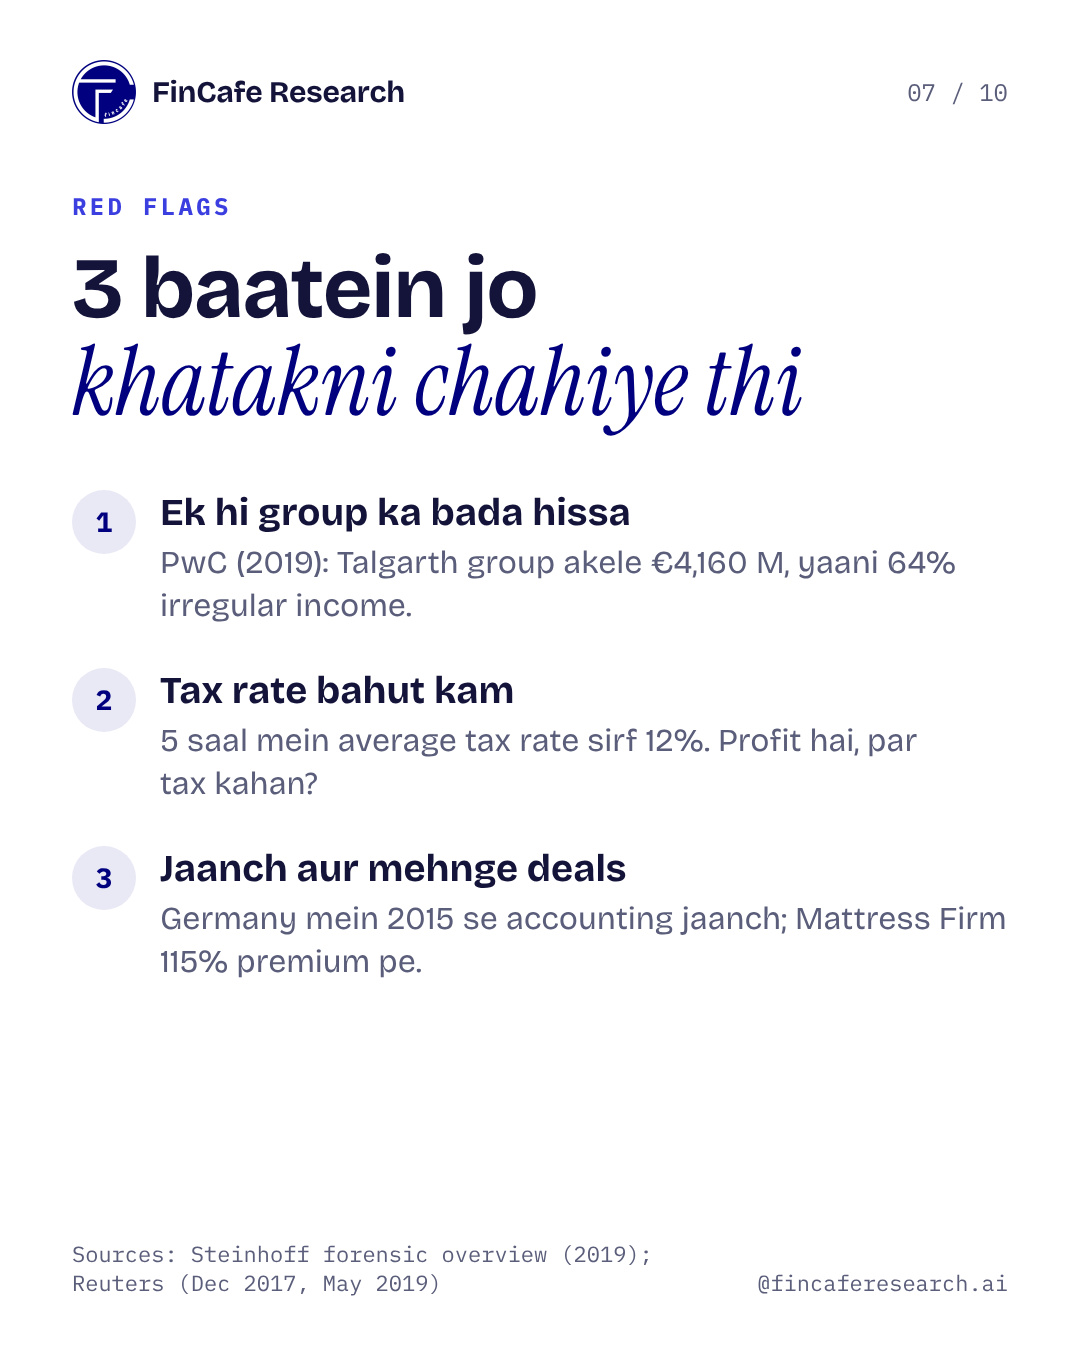 FinCafe Research
07 / 10
RED FLAGS
3 baatein jo
khatakni chahiye thi
1
Ek hi group ka bada hissa
PwC (2019): Talgarth group akele €4,160 M, yaani 64%
irregular income.
2
Tax rate bahut kam
5 saal mein average tax rate sirf 12%. Profit hai, par
tax kahan?
3
Jaanch aur mehnge deals
Germany mein 2015 se accounting jaanch; Mattress Firm
115% premium pe.
Sources: Steinhoff forensic overview (2019);
Reuters (Dec 2017, May 2019)
@fincaferesearch.ai